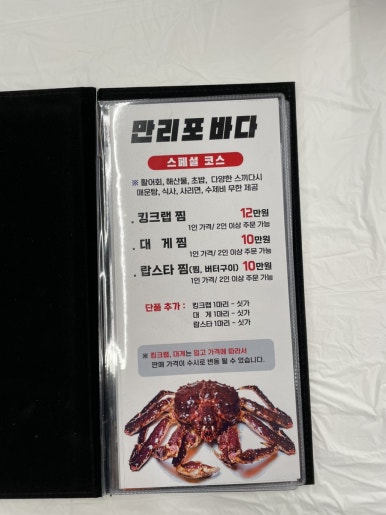 만리포 바다
스페셜 코스
※ 활어회, 해산물, 초밥, 다양한 스끼다시
매운탕, 식사, 사리면, 수제비 무한 제공
. 킹크랩 찜 12만원
1인 가격/ 2인 이상 주문 가능
. 대 게 찜 10만원
1인 가격/ 2인 이상 주문 가능
. 랍스타 찜(찜, 버터구이) 10만원
1인 가격/ 2인 이상 주문 가능
단품 추가 : 킹크랩 1마리 - 싯가
대 게 1마리 - 싯가
랍스타 1마리 - 싯가
※ 킹크랩, 대게는 입고 가격에 따라서
판매 가격이 수시로 변동 될 수 있습니다.